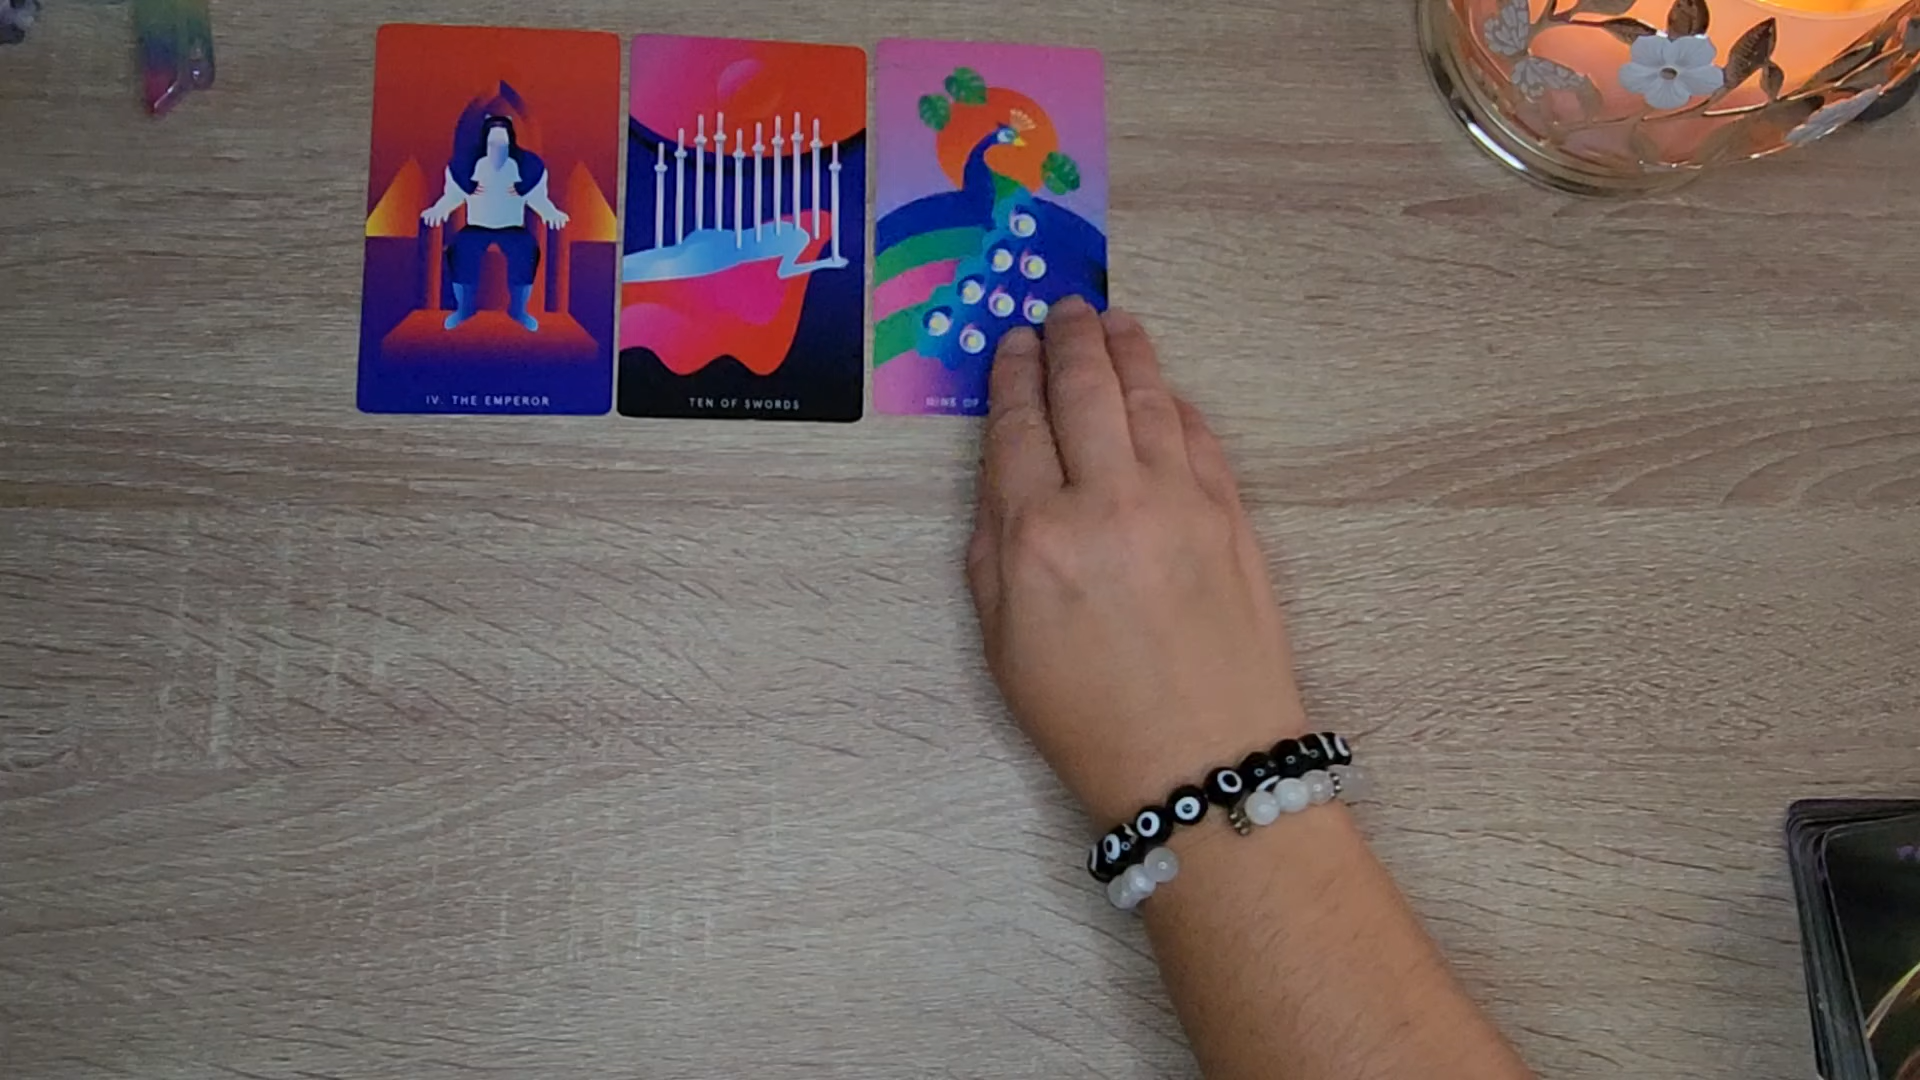 IV. THE EMPEROR
TEN OF SWORDS
NINE OF